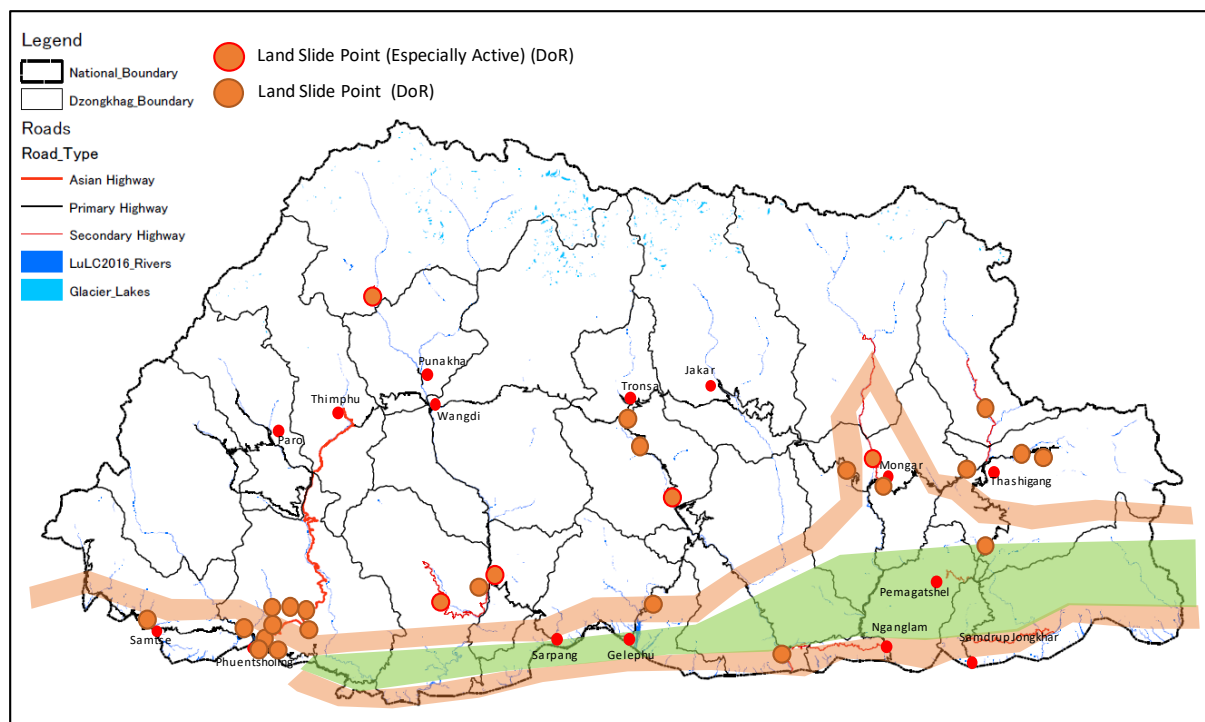 Legend
National_Boundary
Dzongkhag_Boundary
Roads
Road_Type
Asian Highway
Primary Highway
Secondary Highway
LuLC2016_Rivers
Glacier_Lakes
Land Slide Point (Especially Active) (DoR)
Land Slide Point (DoR)
Punakha
Jakar
Tronsa
Thimphu
Wangdi
Paro
Mongar
Thashigang
Pemagatshel
Nganglam
Samtse
Samdrup Jongkhar
Phuentsholing
Sarpang
Gelephu